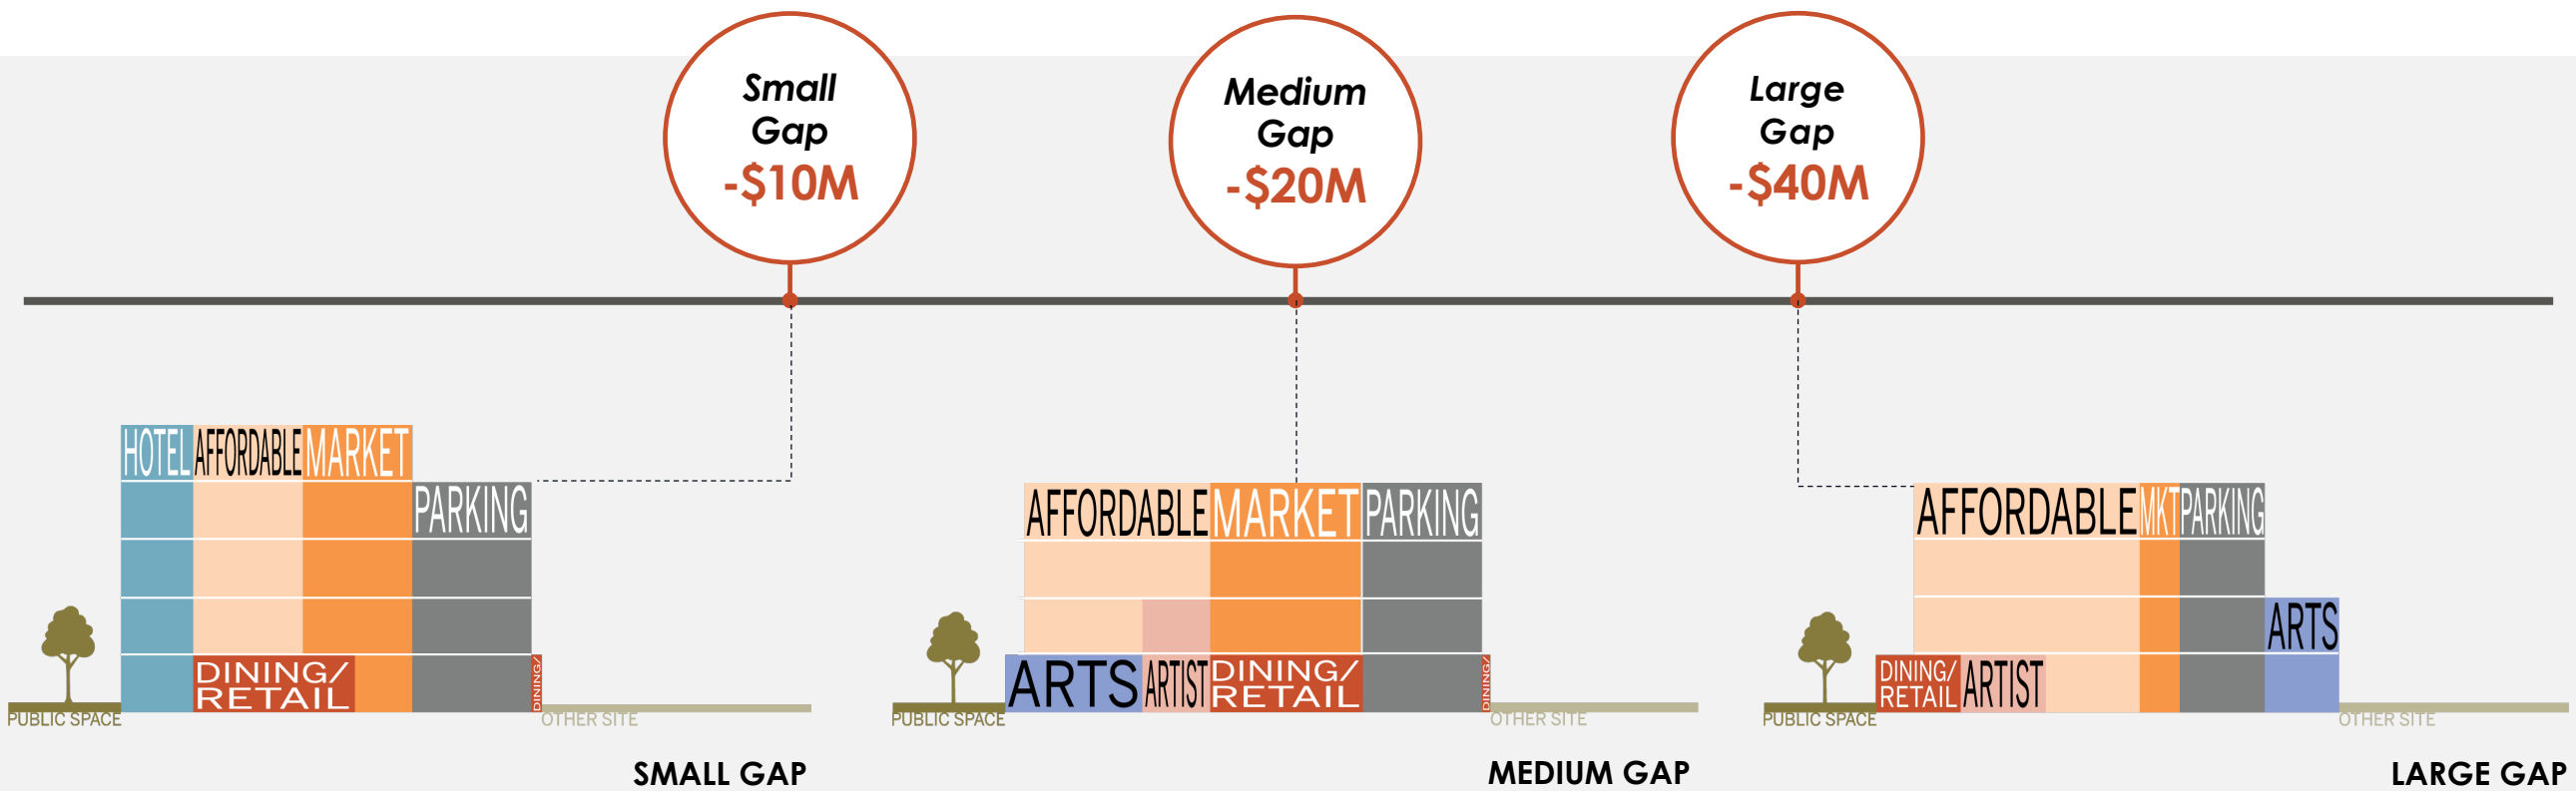 Small
Gap
-$10M
Medium
Gap
-$20M
Large
Gap
-$40M
HOTEL AFFORDABLE MARKET
PARKING
DINING/
RETAIL
DINING/
PUBLIC SPACE
OTHER SITE
SMALL GAP
AFFORDABLE MARKET PARKING
ARTS ARTIST DINING/
RETAIL
DINING/
PUBLIC SPACE
OTHER SITE
MEDIUM GAP
AFFORDABLE MKT PARKING
ARTS
DINING/
RETAIL
ARTIST
PUBLIC SPACE
OTHER SITE
LARGE GAP